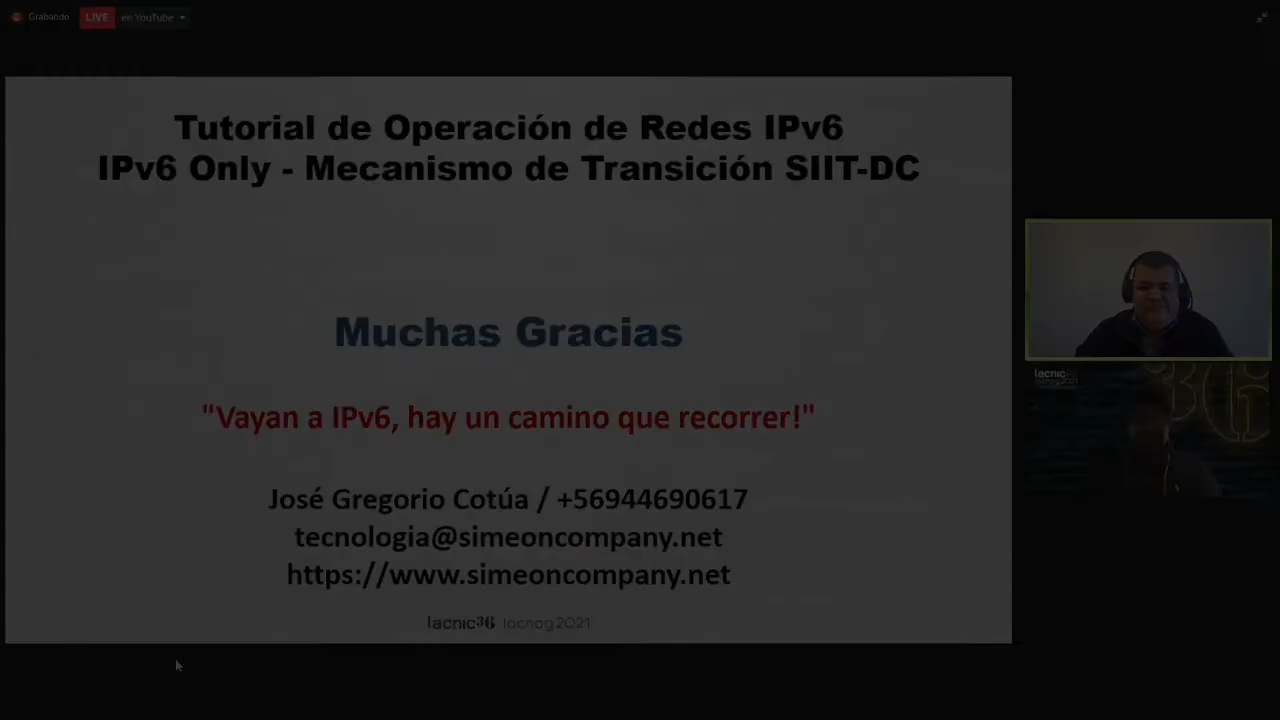 Grabando LIVE en YouTube
Tutorial de Operación de Redes IPv6
IPv6 Only - Mecanismo de Transición SIIT-DC
Muchas Gracias
"Vayan a IPv6, hay un camino que recorrer!"
José Gregorio Cotúa / +56944690617
tecnologia@simeoncompany.net
https://www.simeoncompany.net
lacnic36 lacnog2021
lacnic36
lacnog2021
36